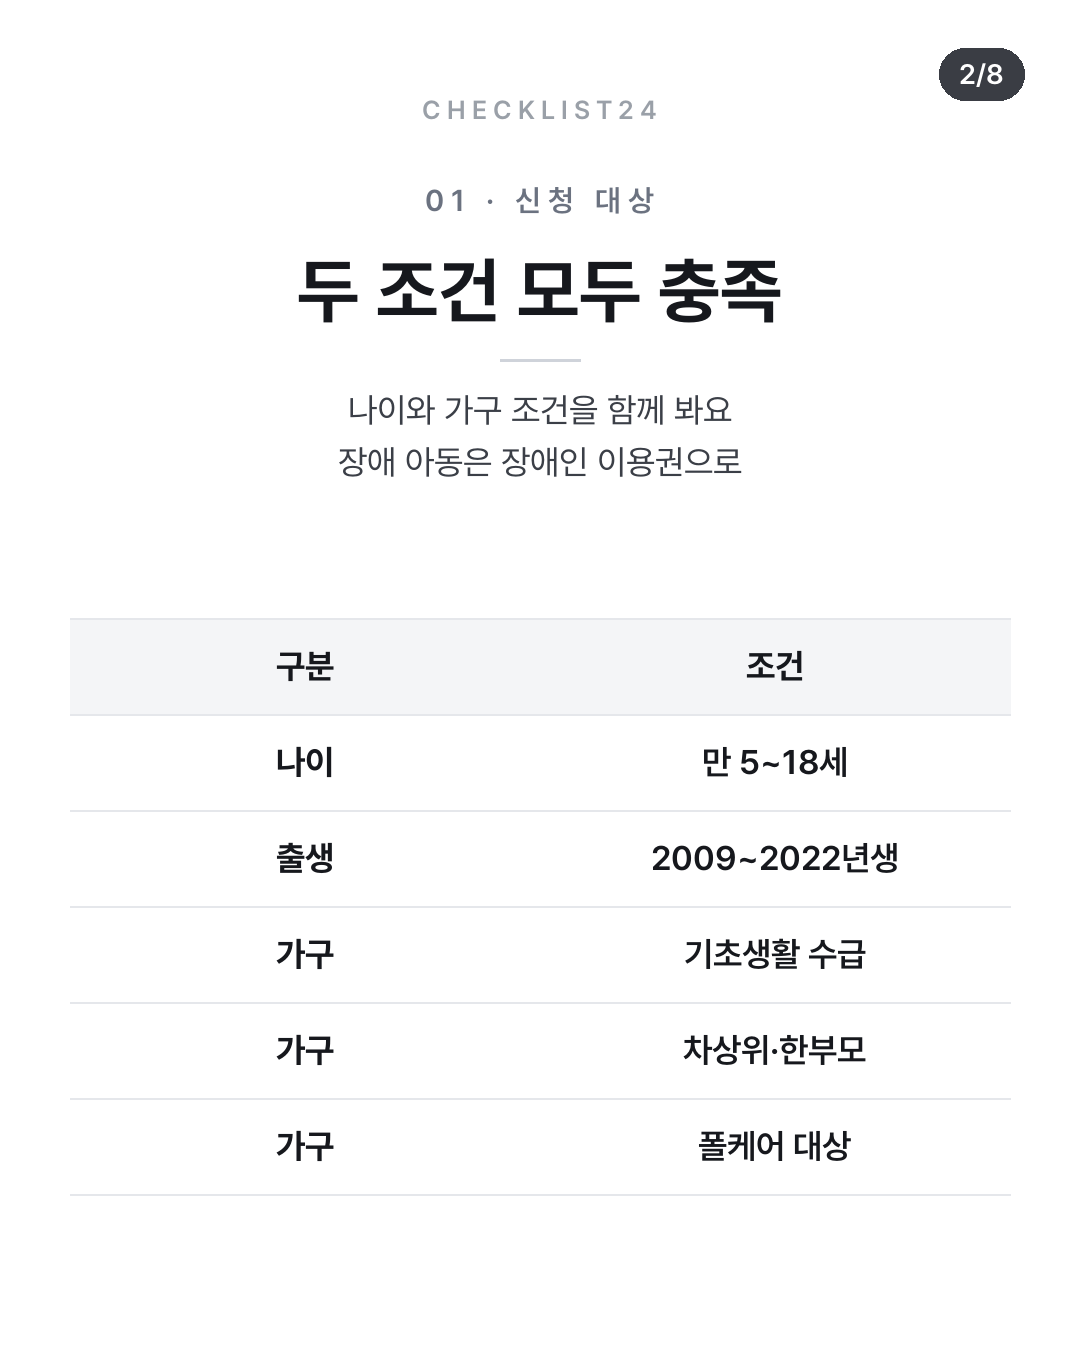 2/8
CHECKLIST24
01 · 신청 대상
두 조건 모두 충족
나이와 가구 조건을 함께 봐요
장애 아동은 장애인 이용권으로
구분 조건
나이 만 5~18세
출생 2009~2022년생
가구 기초생활 수급
가구 차상위·한부모
가구 폴케어 대상